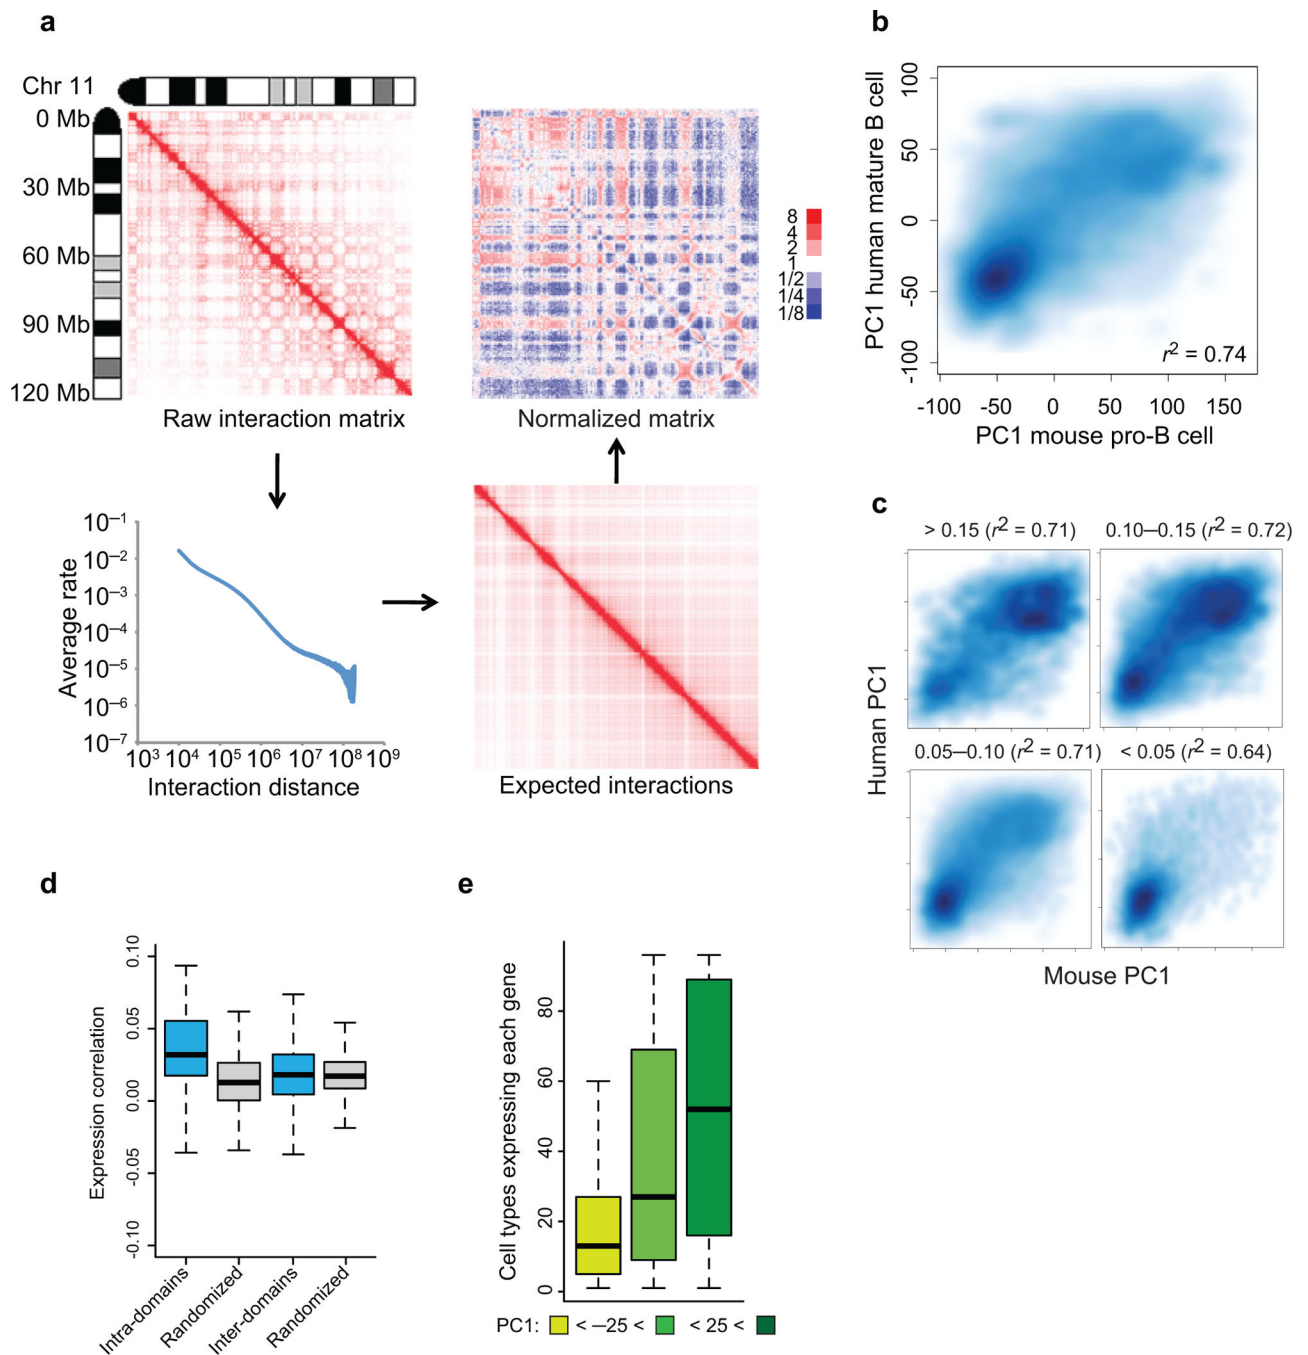 a
Chr 11
0 Mb
30 Mb
60 Mb
90 Mb
120 Mb
Raw interaction matrix
Normalized matrix
8
4
2
1
1/2
1/4
1/8
10–1
10–2
10–3
10–4
10–5
10–6
10–7
Average rate
103 104 105 106 107 108 109
Interaction distance
Expected interactions
b
PC1 human mature B cell
100
50
0
-50
-100
r2 = 0.74
-100 -50 0 50 100 150
PC1 mouse pro-B cell
c
> 0.15 (r2 = 0.71)
0.10–0.15 (r2 = 0.72)
0.05–0.10 (r2 = 0.71)
< 0.05 (r2 = 0.64)
Human PC1
Mouse PC1
d
Expression correlation
0.10
0.05
0.00
-0.05
-0.10
Intra-domains
Randomized
Inter-domains
Randomized
e
Cell types expressing each gene
80
60
40
20
0
PC1: < –25 < < 25 <